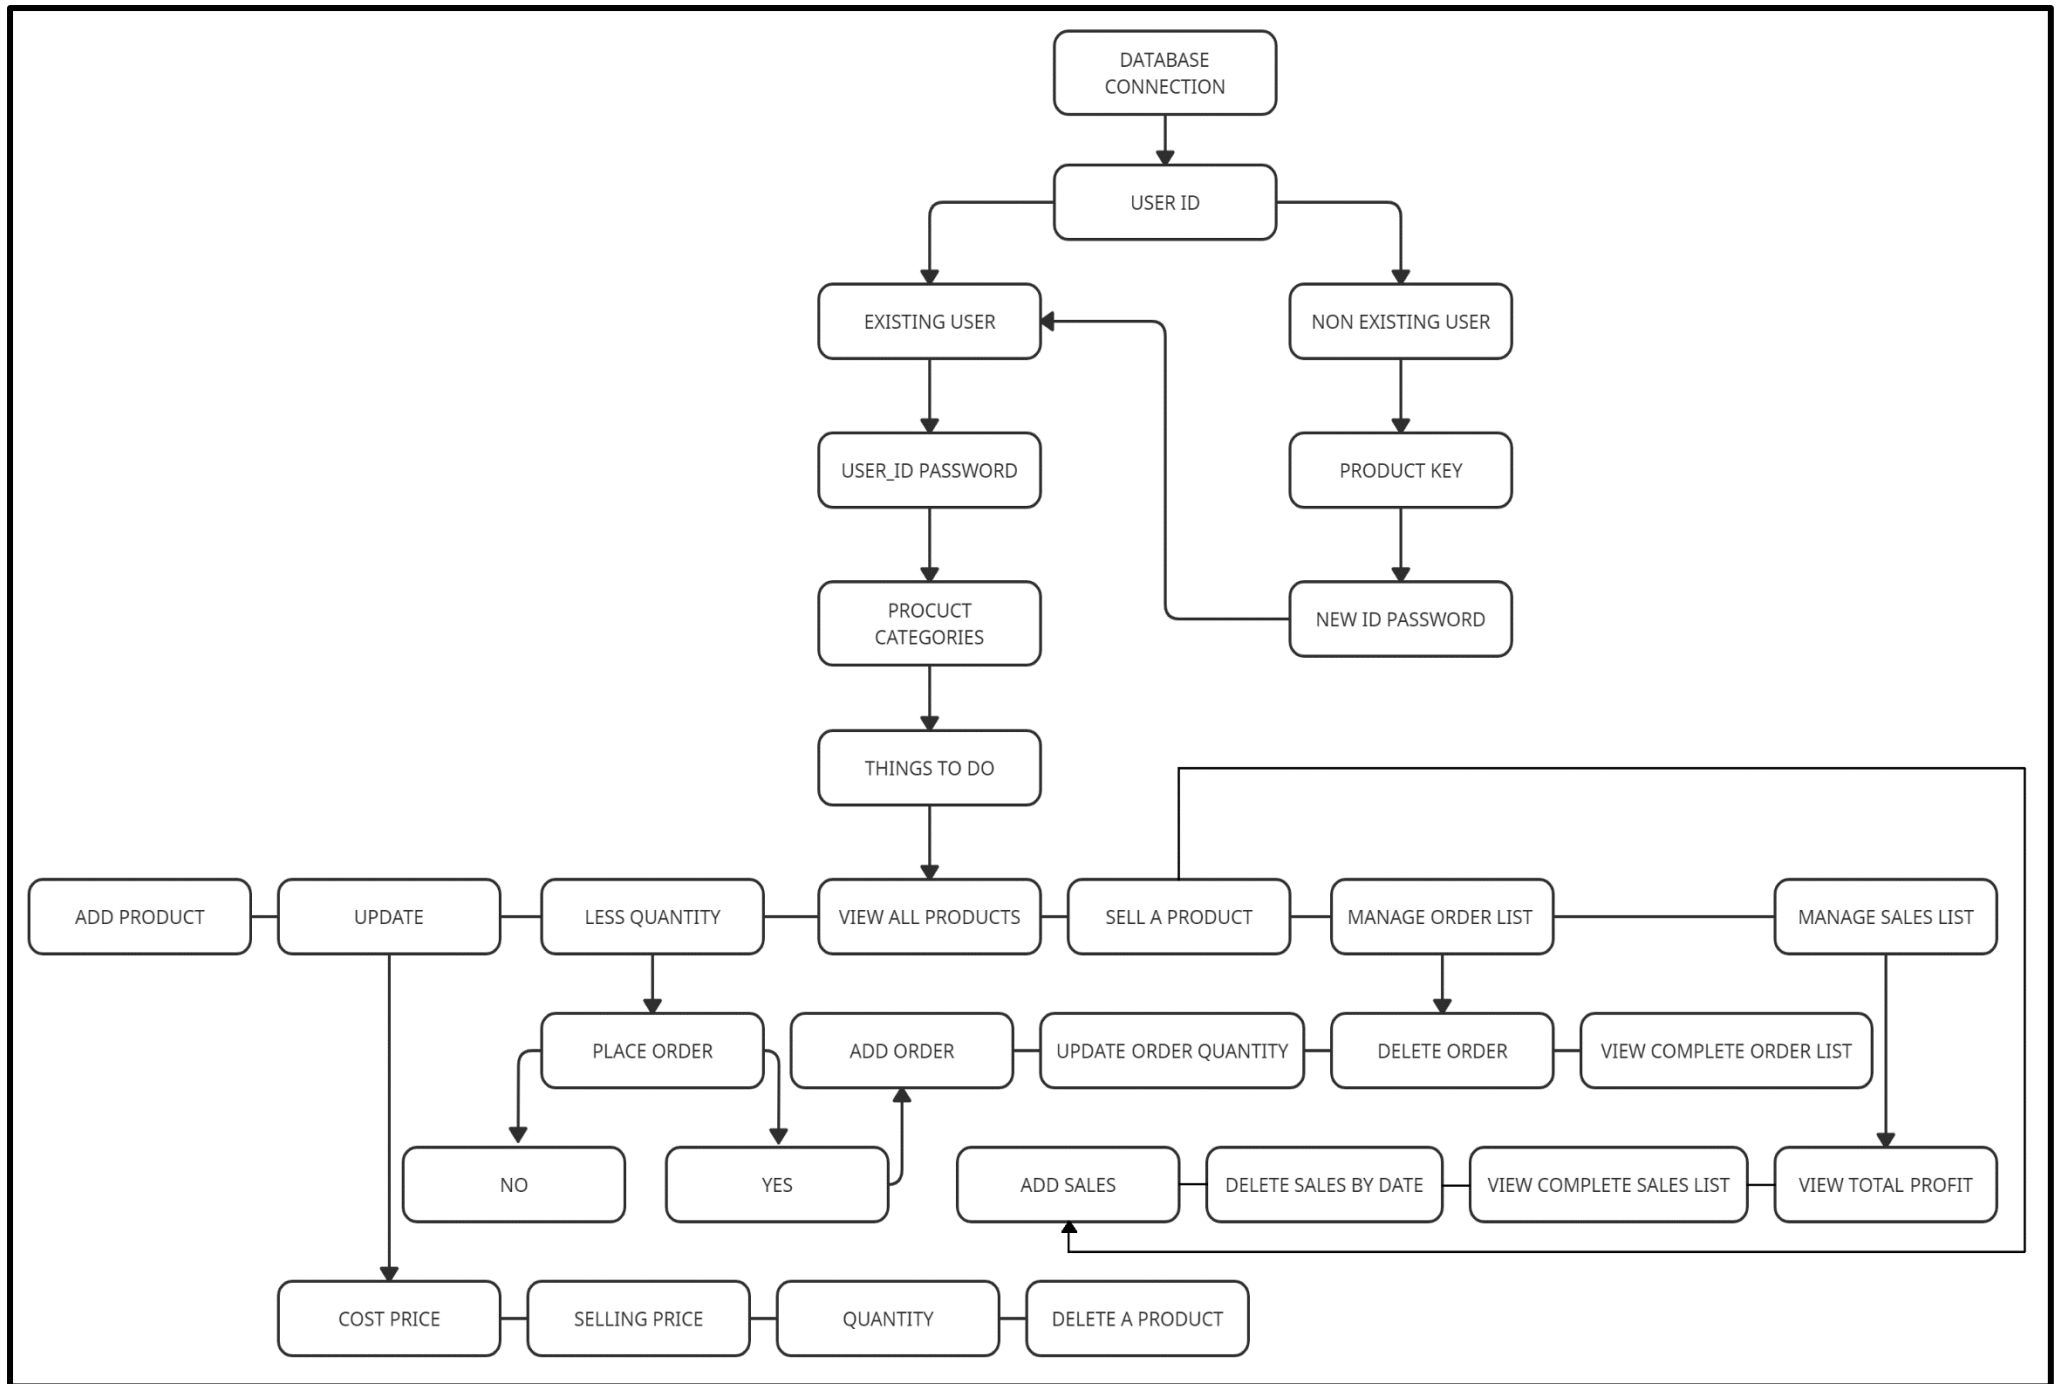 DATABASE
CONNECTION
USER ID
EXISTING USER
NON EXISTING USER
USER_ID PASSWORD
PRODUCT KEY
PROCUCT
CATEGORIES
NEW ID PASSWORD
THINGS TO DO
ADD PRODUCT
UPDATE
LESS QUANTITY
VIEW ALL PRODUCTS
SELL A PRODUCT
MANAGE ORDER LIST
MANAGE SALES LIST
PLACE ORDER
ADD ORDER
UPDATE ORDER QUANTITY
DELETE ORDER
VIEW COMPLETE ORDER LIST
NO
YES
ADD SALES
DELETE SALES BY DATE
VIEW COMPLETE SALES LIST
VIEW TOTAL PROFIT
COST PRICE
SELLING PRICE
QUANTITY
DELETE A PRODUCT